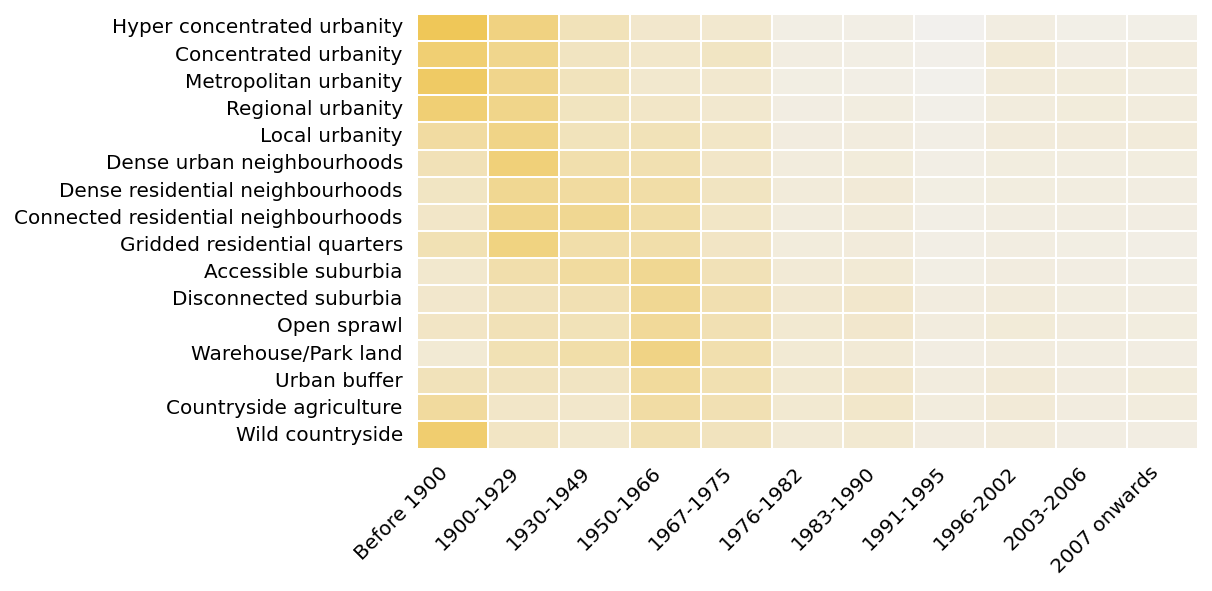 Hyper concentrated urbanity
Concentrated urbanity
Metropolitan urbanity
Regional urbanity
Local urbanity
Dense urban neighbourhoods
Dense residential neighbourhoods
Connected residential neighbourhoods
Gridded residential quarters
Accessible suburbia
Disconnected suburbia
Open sprawl
Warehouse/Park land
Urban buffer
Countryside agriculture
Wild countryside
Before 1900
1900-1929
1930-1949
1950-1966
1967-1975
1976-1982
1983-1990
1991-1995
1996-2002
2003-2006
2007 onwards